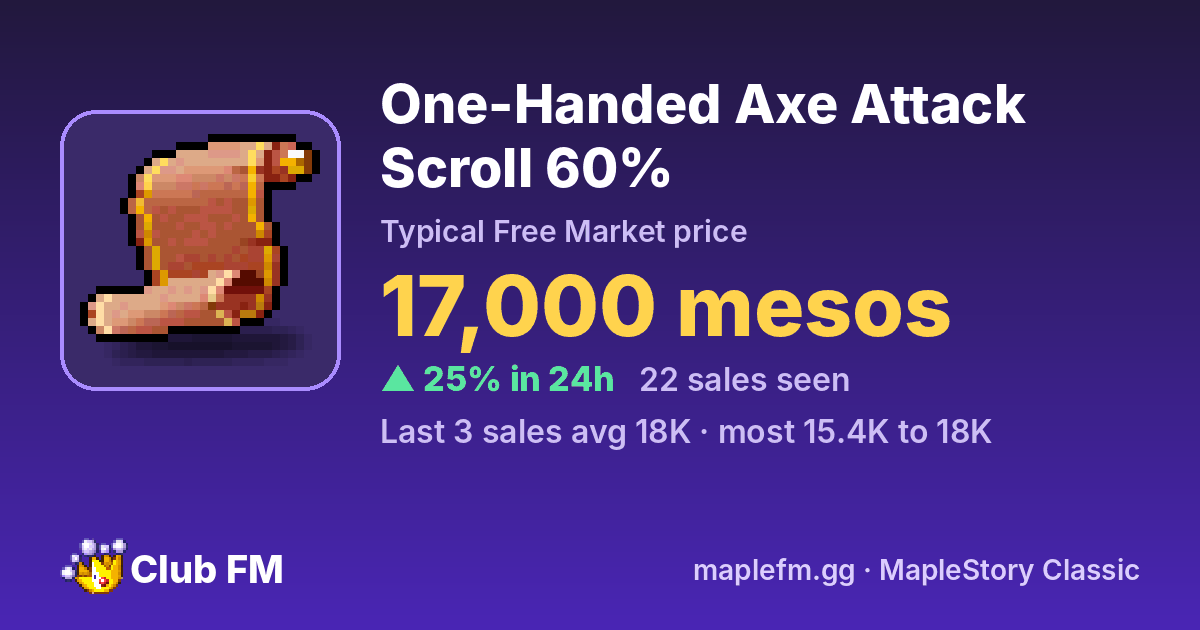 One-Handed Axe Attack
Scroll 60%
Typical Free Market price
17,000 mesos
▲ 25% in 24h 22 sales seen
Last 3 sales avg 18K · most 15.4K to 18K
Club FM
maplefm.gg · MapleStory Classic